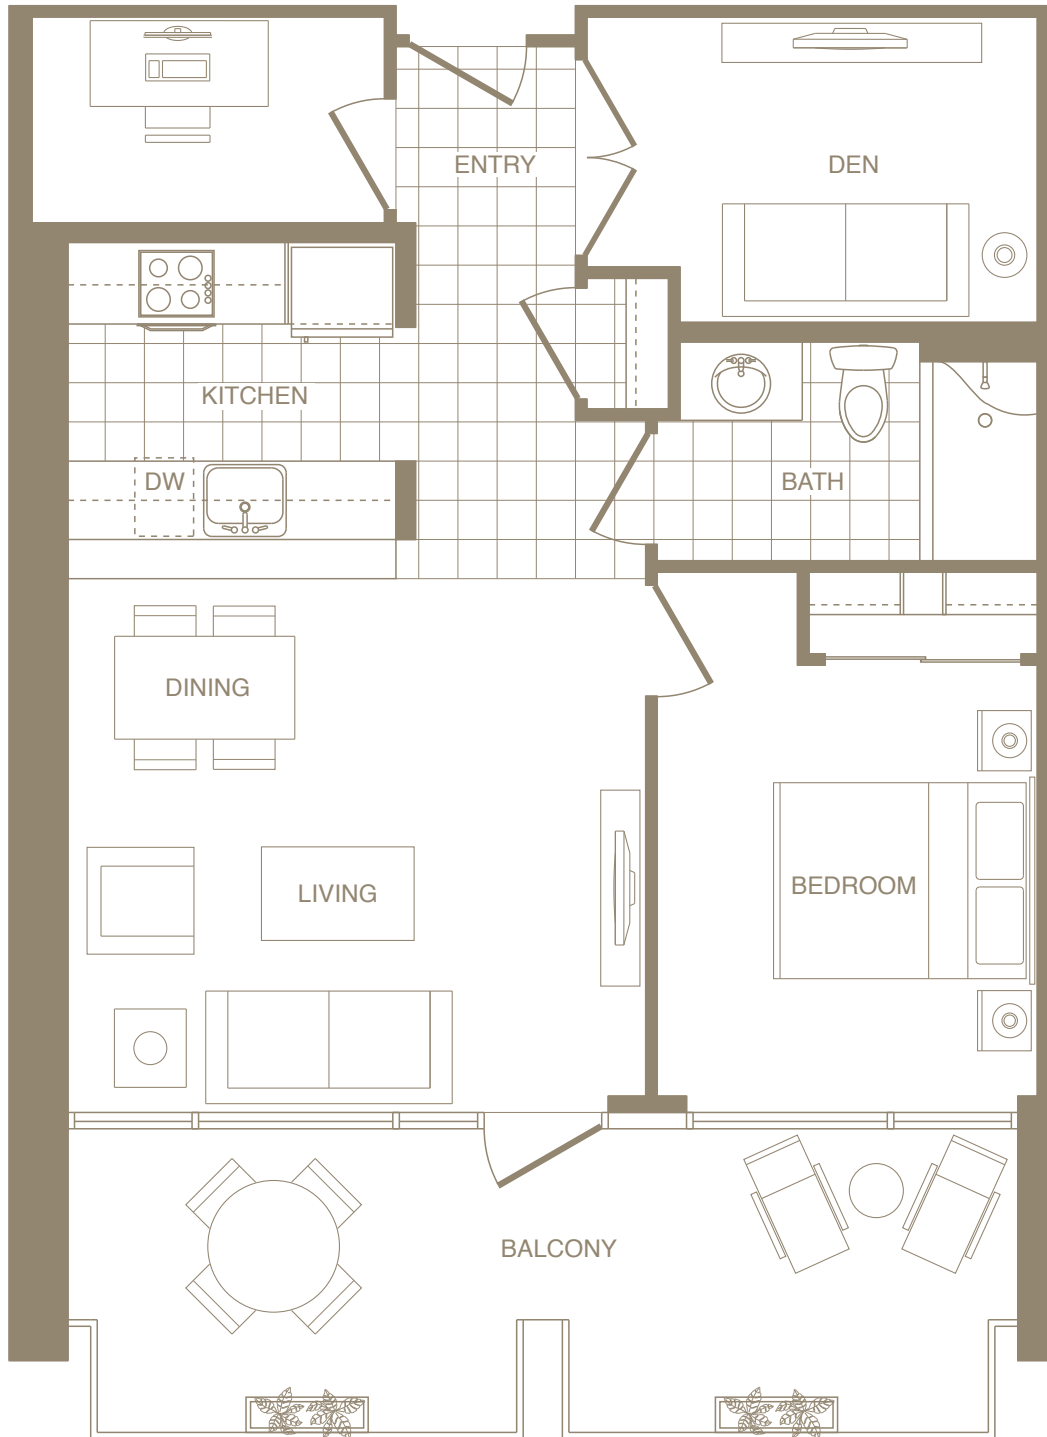 ENTRY
DEN
KITCHEN
DW
BATH
DINING
LIVING
BEDROOM
BALCONY